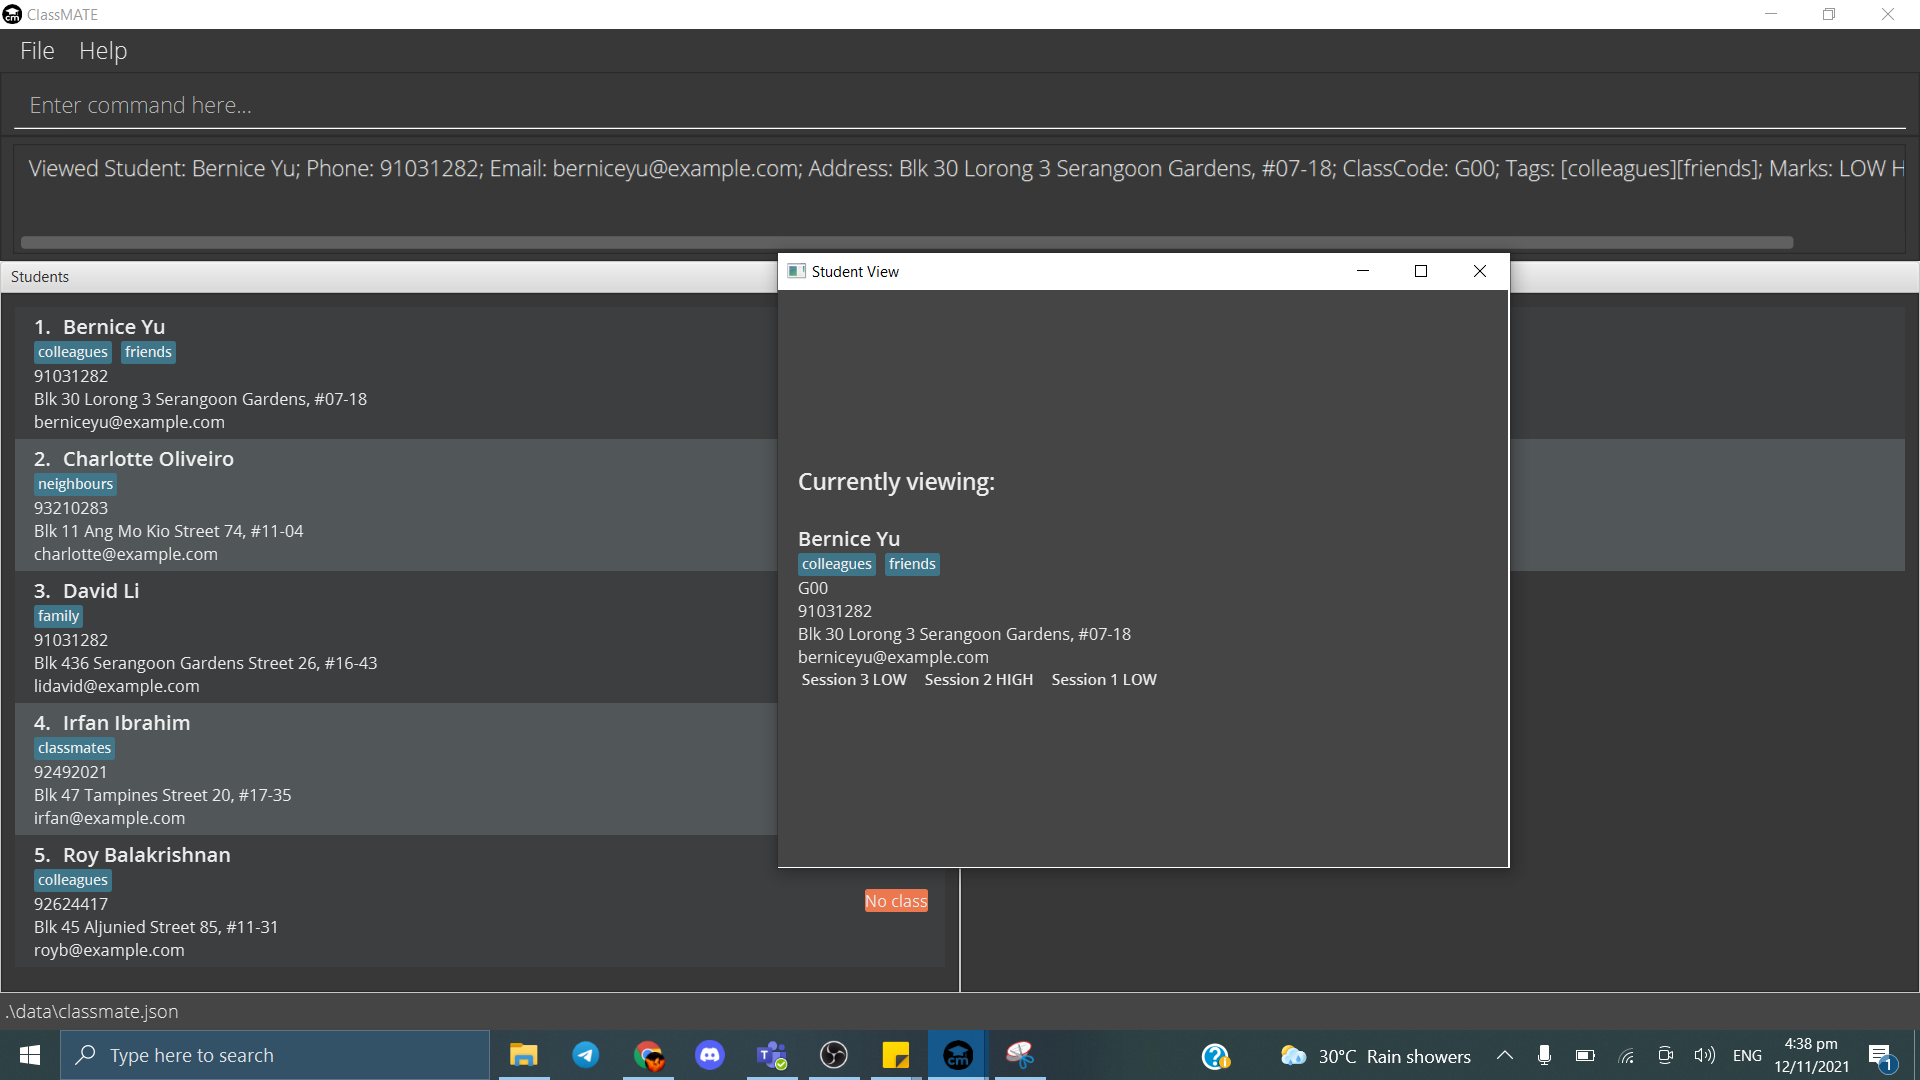 ClassMATE
File Help
Enter command here...
Viewed Student: Bernice Yu; Phone: 91031282; Email: berniceyu@example.com; Address: Blk 30 Lorong 3 Serangoon Gardens, #07-18; ClassCode: G00; Tags: [colleagues][friends]; Marks: LOW H
Students
1. Bernice Yu
colleagues friends
91031282
Blk 30 Lorong 3 Serangoon Gardens, #07-18
berniceyu@example.com
2. Charlotte Oliveiro
neighbours
93210283
Blk 11 Ang Mo Kio Street 74, #11-04
charlotte@example.com
3. David Li
family
91031282
Blk 436 Serangoon Gardens Street 26, #16-43
lidavid@example.com
4. Irfan Ibrahim
classmates
92492021
Blk 47 Tampines Street 20, #17-35
irfan@example.com
5. Roy Balakrishnan
colleagues
92624417
Blk 45 Aljunied Street 85, #11-31
royb@example.com
No class
Student View
Currently viewing:
Bernice Yu
colleagues friends
G00
91031282
Blk 30 Lorong 3 Serangoon Gardens, #07-18
berniceyu@example.com
Session 3 LOW Session 2 HIGH Session 1 LOW
.\data\classmate.json
Type here to search
cm
30°C Rain showers
ENG
4:38 pm
12/11/2021
1